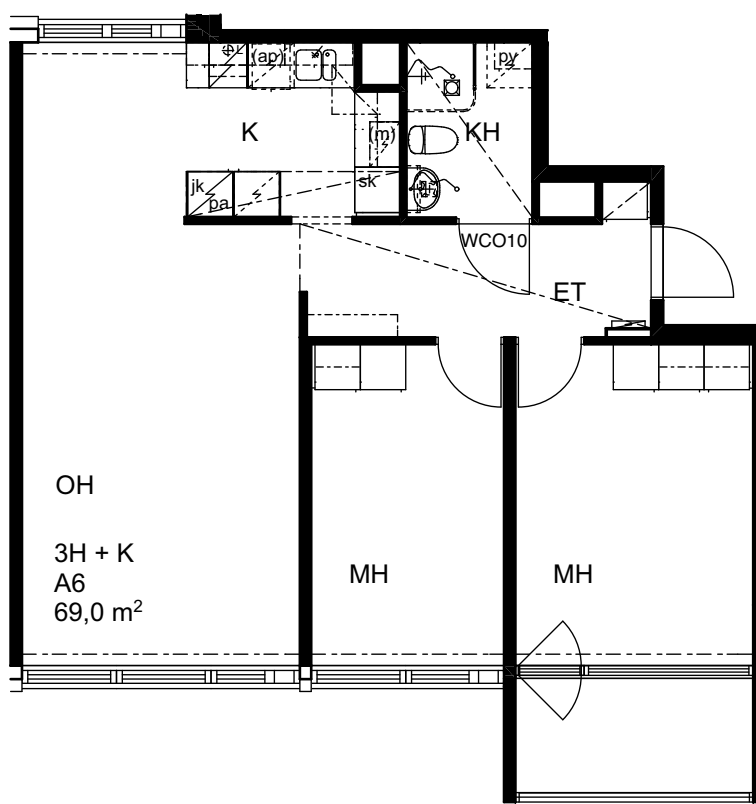 (ap)
py
K
(m)
KH
jk
pa
sk
WCO10
ET
OH
3H + K
A6
69,0 m²
MH
MH